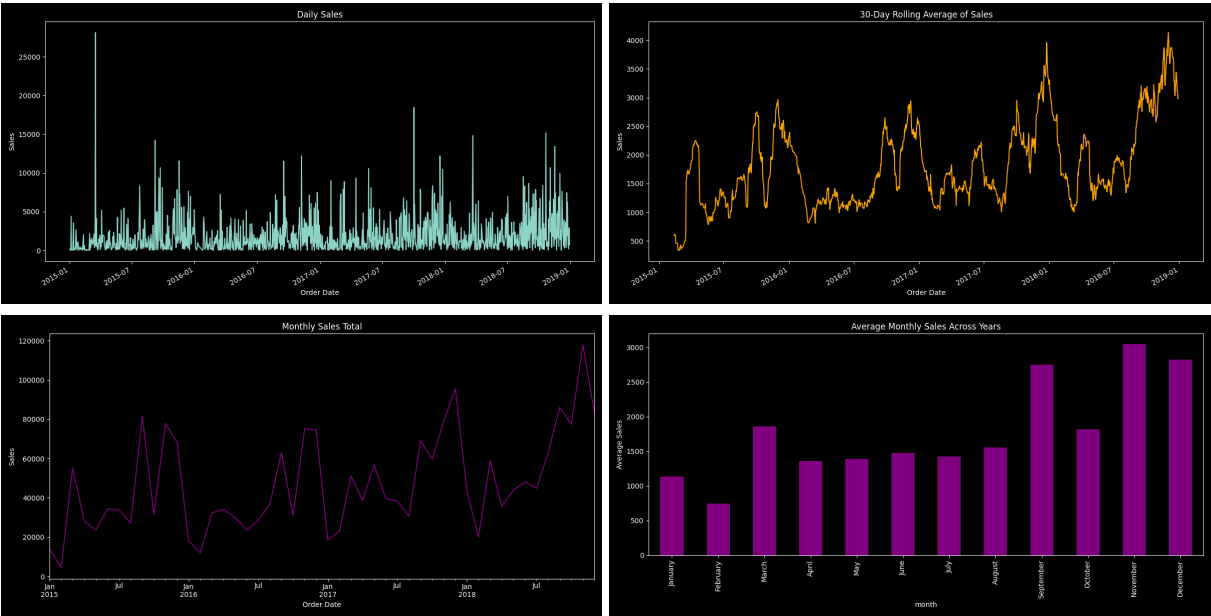 Daily Sales
Sales
25000
20000
15000
10000
5000
0
2015-01
2015-07
2016-01
2016-07
2017-01
2017-07
2018-01
2018-07
2019-01
Order Date
30-Day Rolling Average of Sales
Sales
4000
3500
3000
2500
2000
1500
1000
500
2015-01
2015-07
2016-01
2016-07
2017-01
2017-07
2018-01
2018-07
2019-01
Order Date
Monthly Sales Total
Sales
120000
100000
80000
60000
40000
20000
0
Jan Jul Jan Jul Jan Jul Jan Jul
2015 2016 2017 2018
Order Date
Average Monthly Sales Across Years
Average Sales
3000
2500
2000
1500
1000
500
0
January
February
March
April
May
June
July
August
September
October
November
December
month